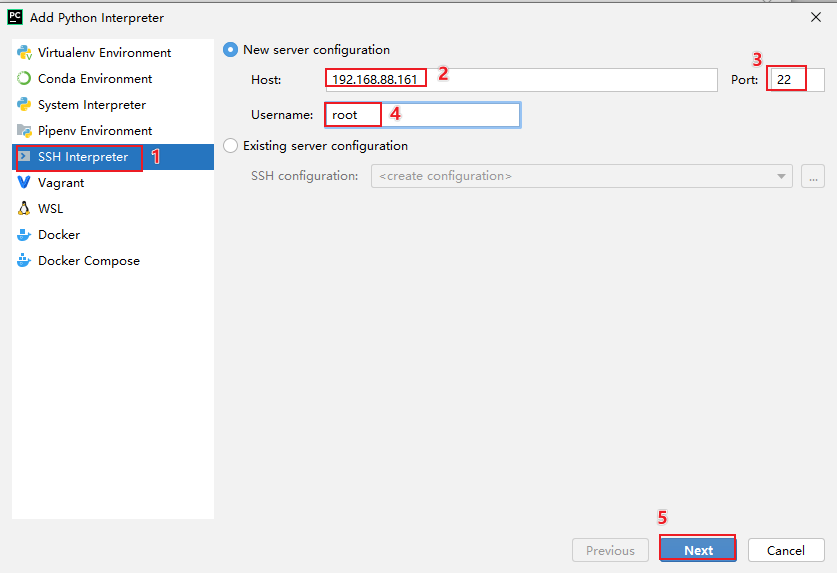 PC Add Python Interpreter
Virtualenv Environment
Conda Environment
System Interpreter
Pipenv Environment
SSH Interpreter 1
Vagrant
WSL
Docker
Docker Compose
New server configuration
Host: 192.168.88.161 2 Port: 22 3
Username: root 4
Existing server configuration
SSH configuration: <create configuration> ...
5
Previous Next Cancel